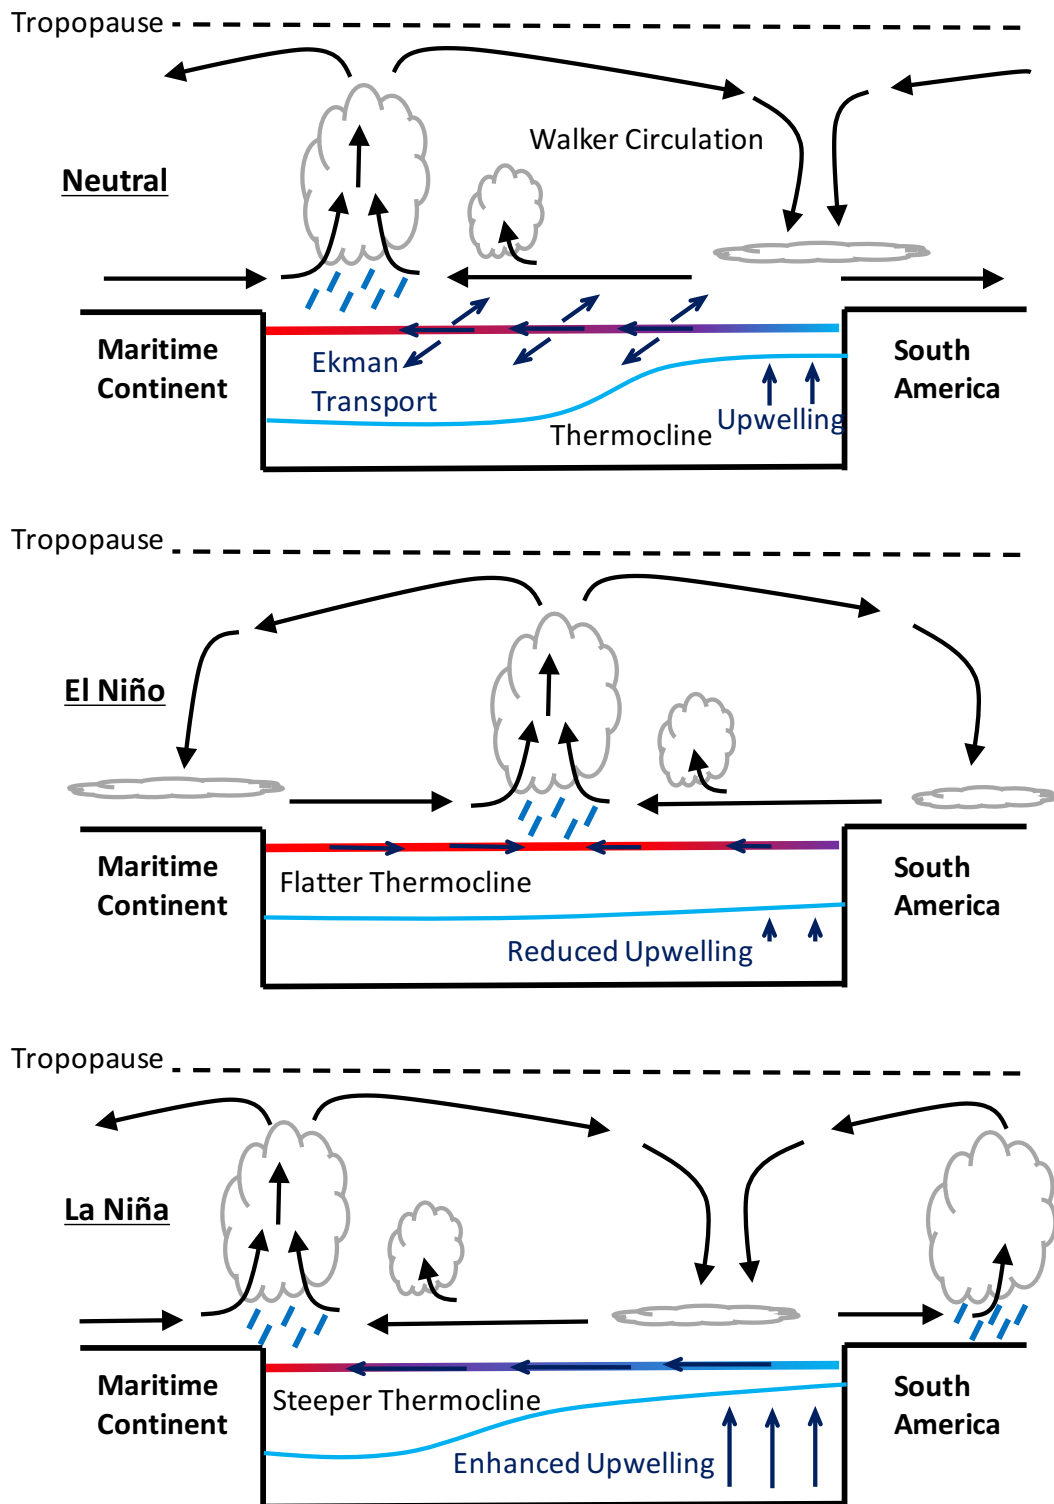 Tropopause
Walker Circulation
Neutral
Maritime
Continent
Ekman
Transport
Thermocline
Upwelling
South
America
Tropopause
El Niño
Maritime
Continent
Flatter Thermocline
Reduced Upwelling
South
America
Tropopause
La Niña
Maritime
Continent
Steeper Thermocline
Enhanced Upwelling
South
America